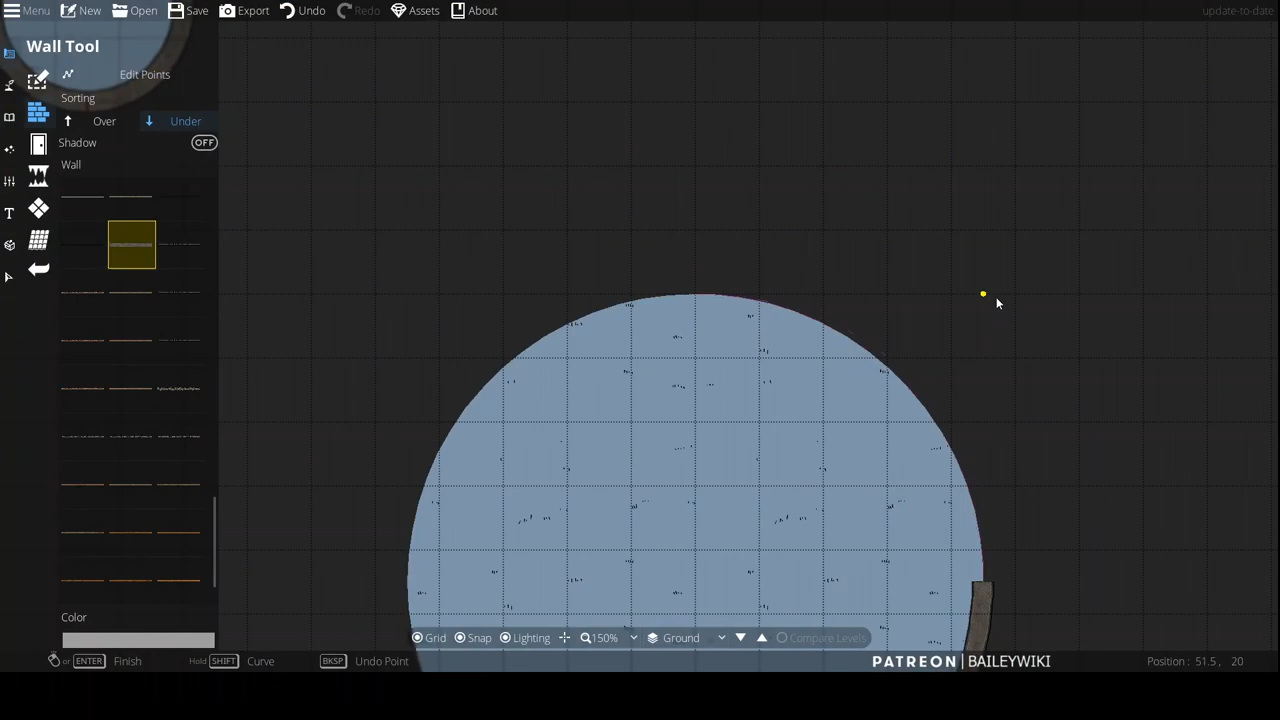 Menu New Open Save Export Undo Redo Assets About update-to-date
Wall Tool
Edit Points
Sorting
Over Under
Shadow OFF
Wall
Color
Grid Snap Lighting 150% Ground Compare Levels
or ENTER Finish Hold SHIFT Curve BKSP Undo Point PATREON | BAILEYWIKI Position : 51.5 , 20